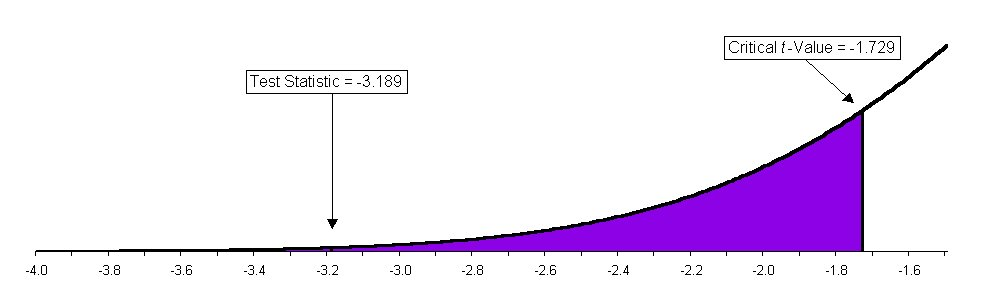 Critical t-Value = -1.729
Test Statistic = -3.189
-4.0 -3.8 -3.6 -3.4 -3.2 -3.0 -2.8 -2.6 -2.4 -2.2 -2.0 -1.8 -1.6